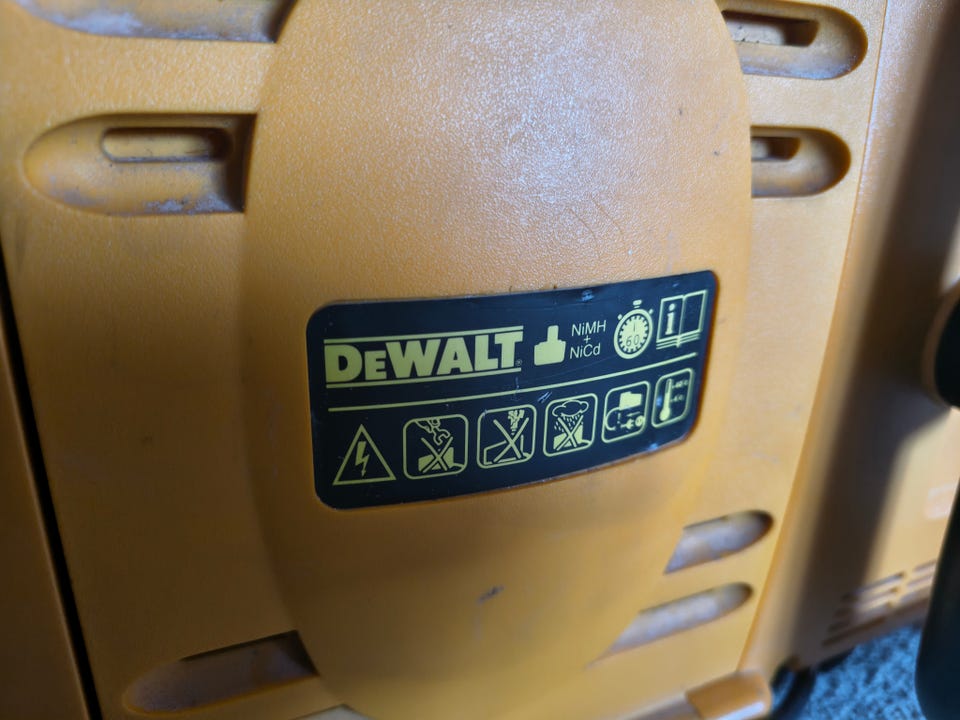 DEWALT
NiMH
+
NiCd
60
i